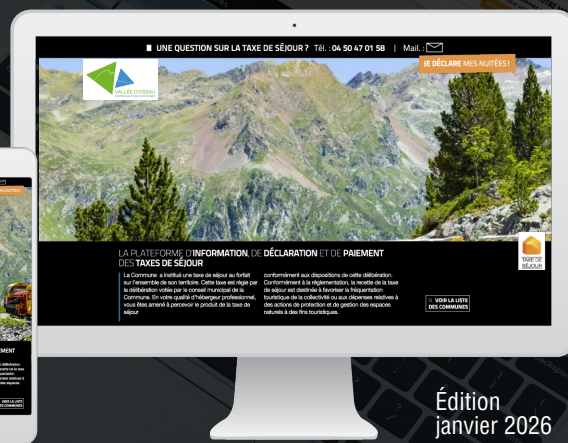 UNE QUESTION SUR LA TAXE DE SÉJOUR ? Tél. : 04 50 47 01 58 | Mail. :
JE DÉCLARE MES NUITÉES !
VALLÉE D'OSSAU
LA PLATEFORME D'INFORMATION, DE DÉCLARATION ET DE PAIEMENT
DES TAXES DE SÉJOUR
La Commune a institué une taxe de séjour au forfait
sur l'ensemble de son territoire. Cette taxe est régie par
la délibération votée par le conseil municipal de la
Commune. En votre qualité d'hébergeur professionnel,
vous êtes amené à percevoir le produit de la taxe de
séjour
conformément aux dispositions de cette délibération.
Conformément à la réglementation, la recette de la taxe
de séjour est destinée à favoriser la fréquentation
touristique de la collectivité ou aux dépenses relatives à
des actions de protection et de gestion des espaces
naturels à des fins touristiques.
TAXE DE
SÉJOUR
VOIR LA LISTE
DES COMMUNES
VOIR LA LISTE
DES COMMUNES
Édition
janvier 2026